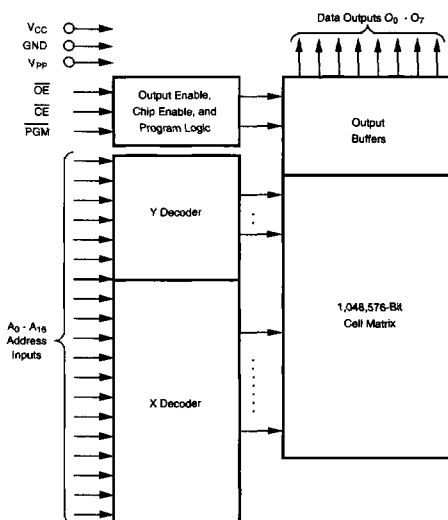 Data Outputs O0 - O7
VCC
GND
VPP
OE
CE
PGM
Output Enable,
Chip Enable, and
Program Logic
Output
Buffers
Y Decoder
A0 - A16
Address
Inputs
X Decoder
1,048,576-Bit
Cell Matrix